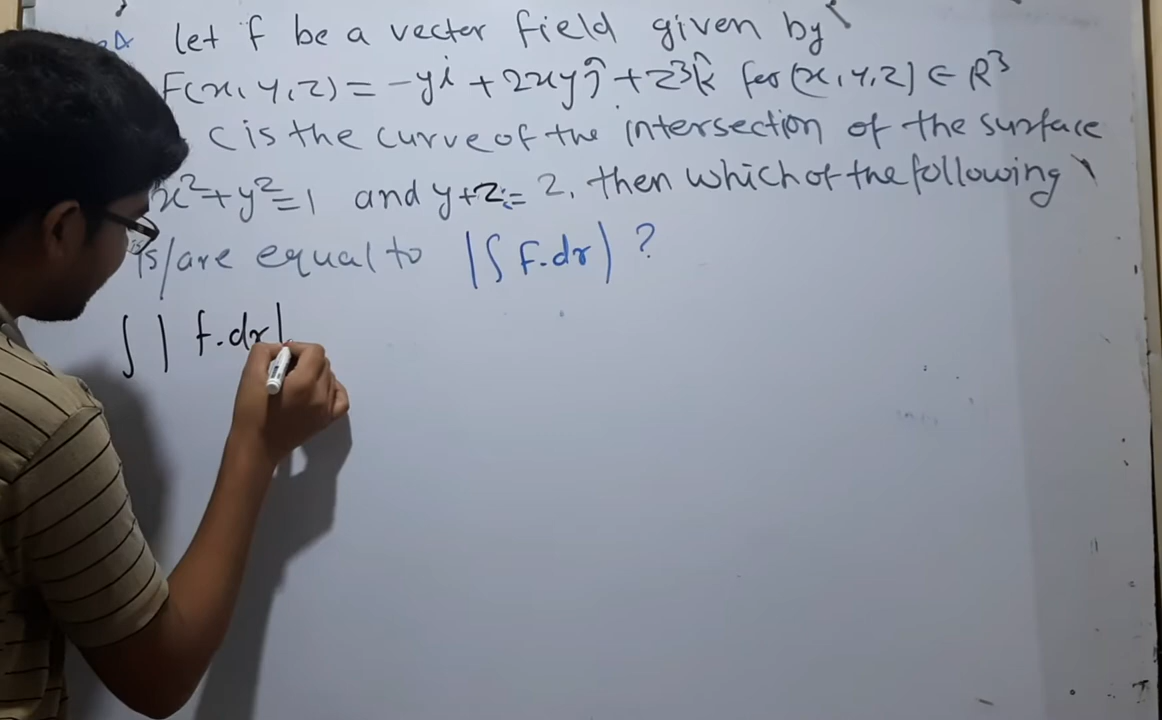 let f be a vector field given by
F(x, y, z) = -yi + 2xyĵ + z³k̂ for (x, y, z) ∈ R³
C is the curve of the intersection of the surface
x² + y² = 1 and y + z = 2, then which of the following
is/are equal to |∫ F.dr| ?
∫ | f.dr|